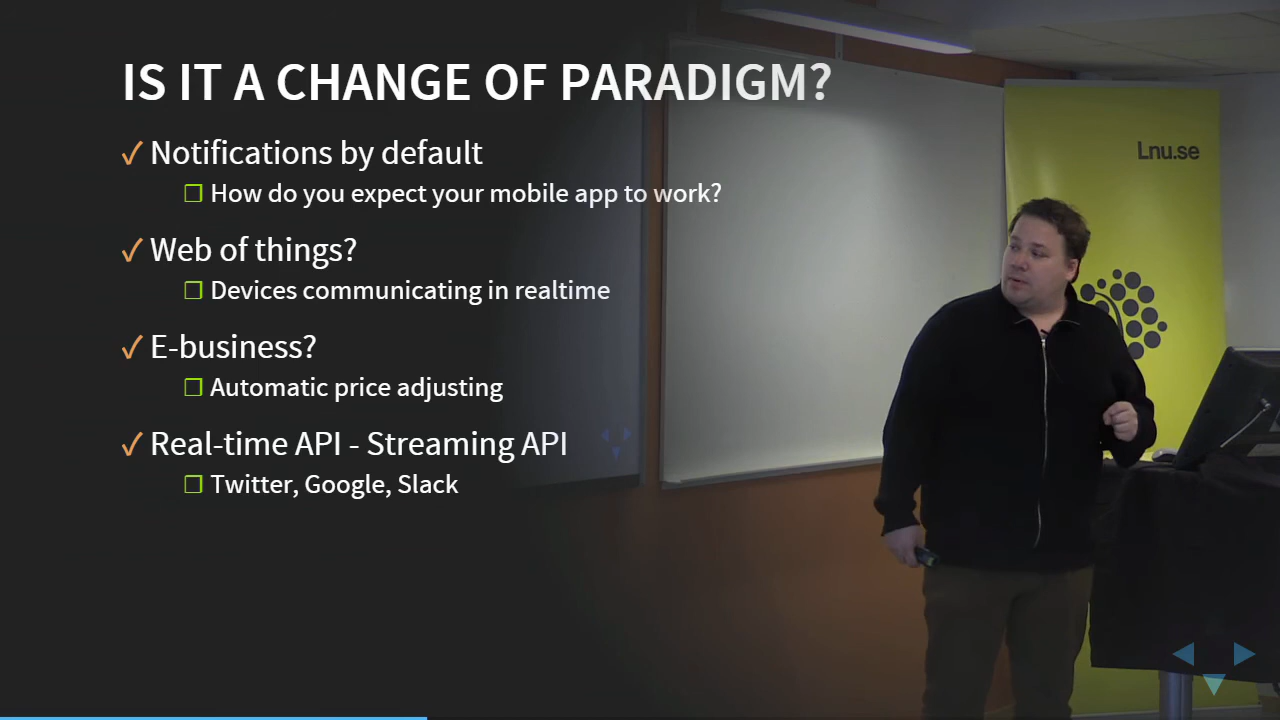 IS IT A CHANGE OF PARADIGM?
✓ Notifications by default
❒ How do you expect your mobile app to work?
✓ Web of things?
❒ Devices communicating in realtime
✓ E-business?
❒ Automatic price adjusting
✓ Real-time API - Streaming API
❒ Twitter, Google, Slack
Lnu.se